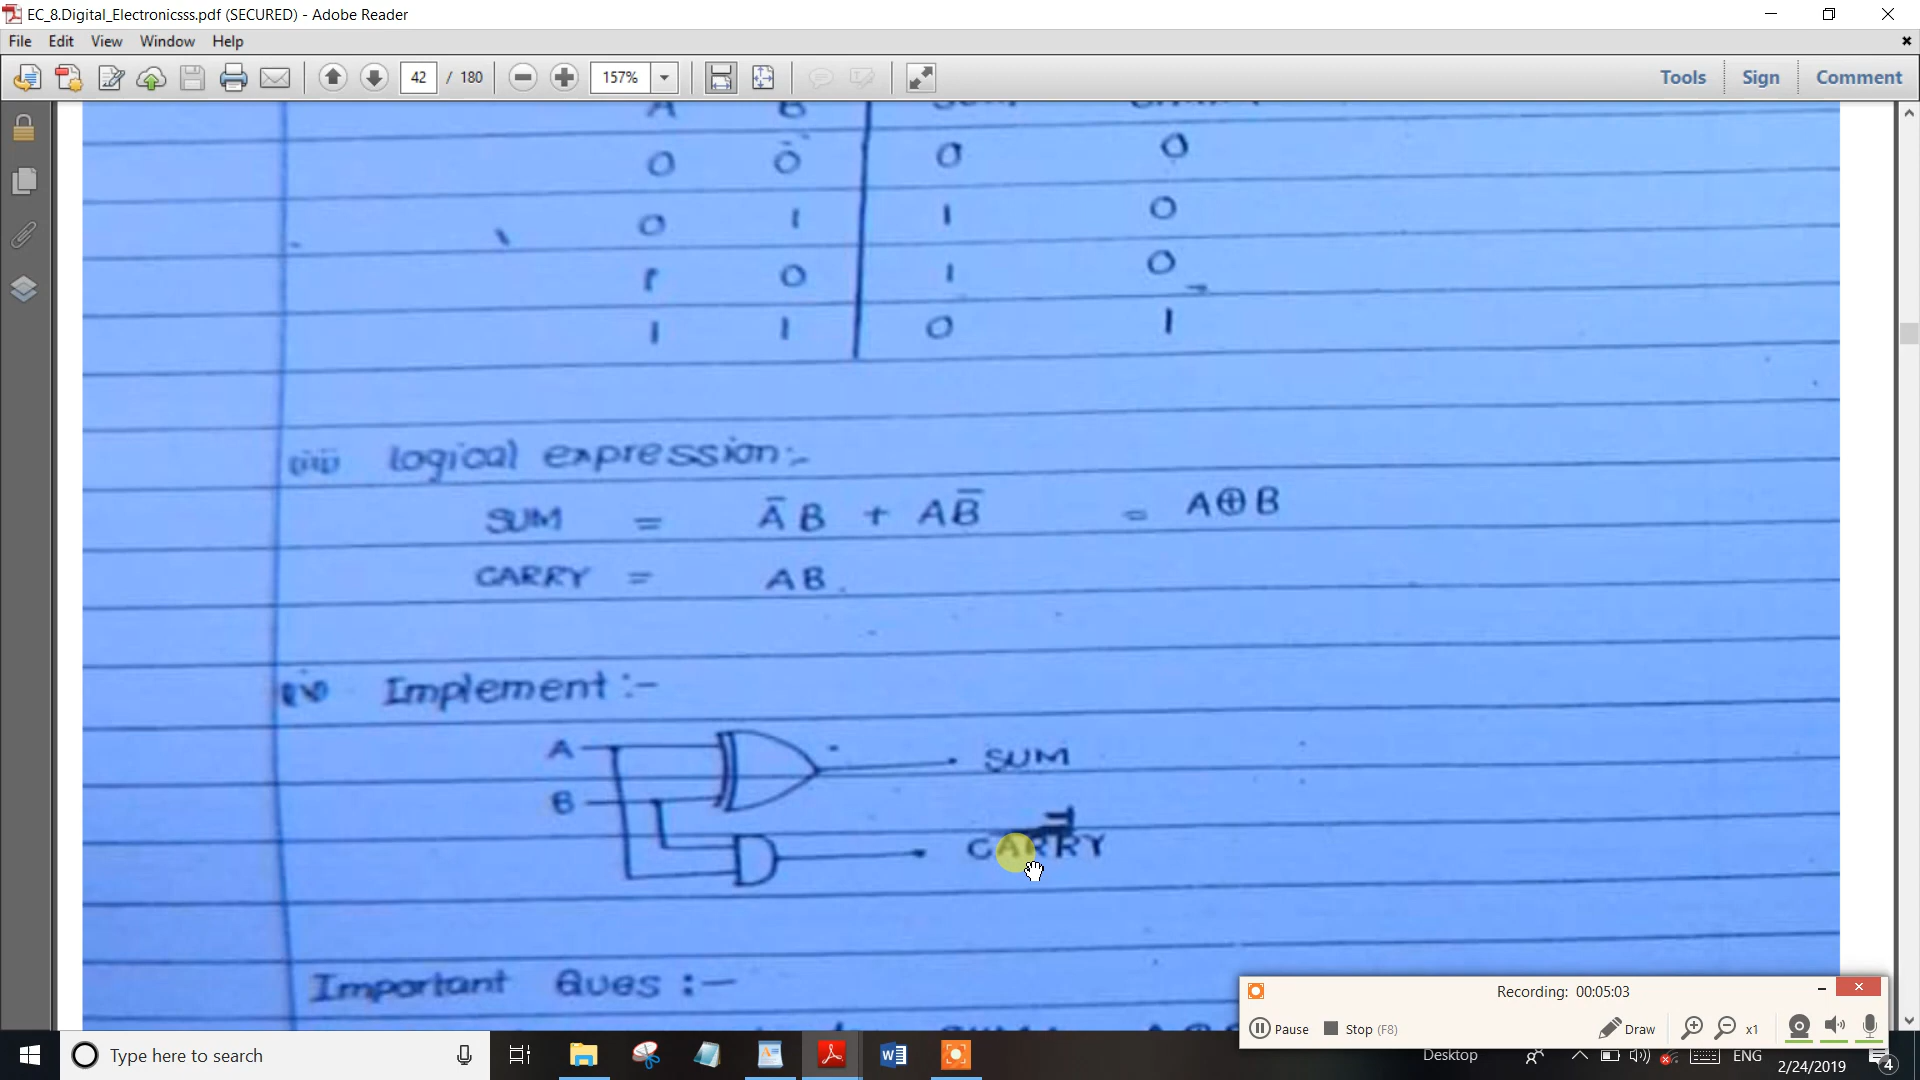 EC_8.Digital_Electronicsss.pdf (SECURED) - Adobe Reader
File Edit View Window Help
42 / 180 157% Tools Sign Comment
A B
0 0 0 0
0 1 1 0
1 0 1 0
1 1 0 1
(iii) logical expression:-
SUM = A̅ B + A B̅ = A⊕B
CARRY = AB.
(iv) Implement :-
A SUM
B
CARRY
Important Ques :-
Recording: 00:05:03
Pause Stop (F8) Draw x1
Type here to search
Desktop ENG
2/24/2019 4